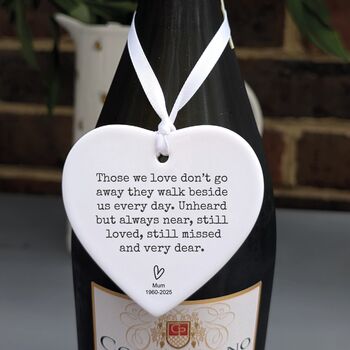 Those we love don't go
away they walk beside
us every day. Unheard
but always near, still
loved, still missed
and very dear.
Mum
1960-2025